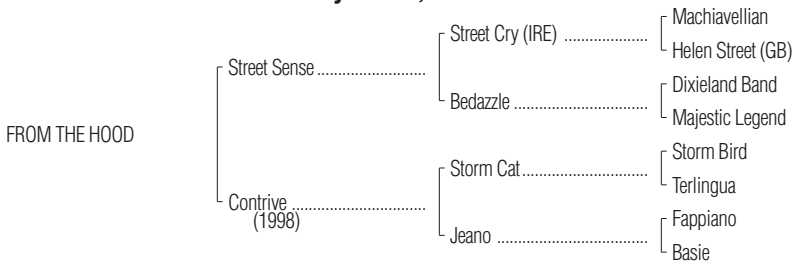 Machiavellian
Street Cry (IRE) ..................
Helen Street (GB)
Street Sense ........................
Dixieland Band
Bedazzle .............................
Majestic Legend
FROM THE HOOD
Storm Bird
Storm Cat ...........................
Terlingua
Contrive ..............................
(1998)
Fappiano
Jeano .................................
Basie